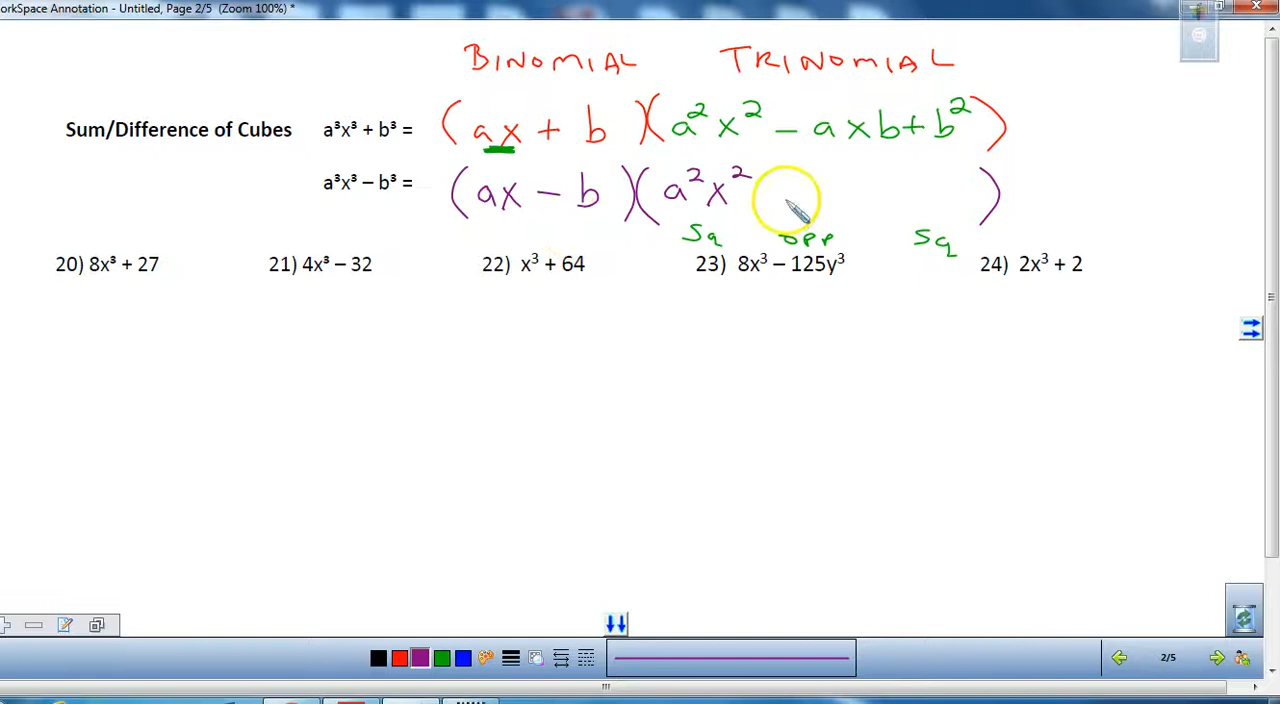 orkSpace Annotation - Untitled, Page 2/5 (Zoom 100%) *
BINOMIAL TRINOMIAL
Sum/Difference of Cubes a³x³ + b³ = (ax + b)(a²x² - axb + b²)
a³x³ – b³ = (ax - b)(a²x² )
Sq OPP Sq
20) 8x³ + 27 21) 4x³ – 32 22) x³ + 64 23) 8x³ – 125y³ 24) 2x³ + 2
2/5